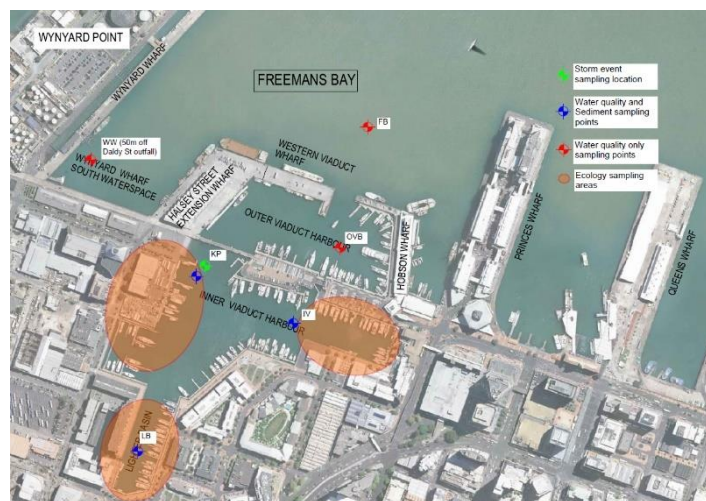 WYNYARD POINT
WYNYARD WHARF
FREEMANS BAY
Storm event
sampling location
Water quality and
Sediment sampling
points
Water quality only
sampling points
Ecology sampling
areas
FB
WW (50m off
Daldy St outfall)
WYNYARD WHARF
SOUTH WATERSPACE
WESTERN VIADUCT
WHARF
HALSEY STREET
EXTENSION WHARF
OUTER VIADUCT HARBOUR
OVB
HOBSON WHARF
PRINCES WHARF
QUEENS WHARF
KP
INNER VIADUCT HARBOUR
IV
LIGHTER BASIN
LB